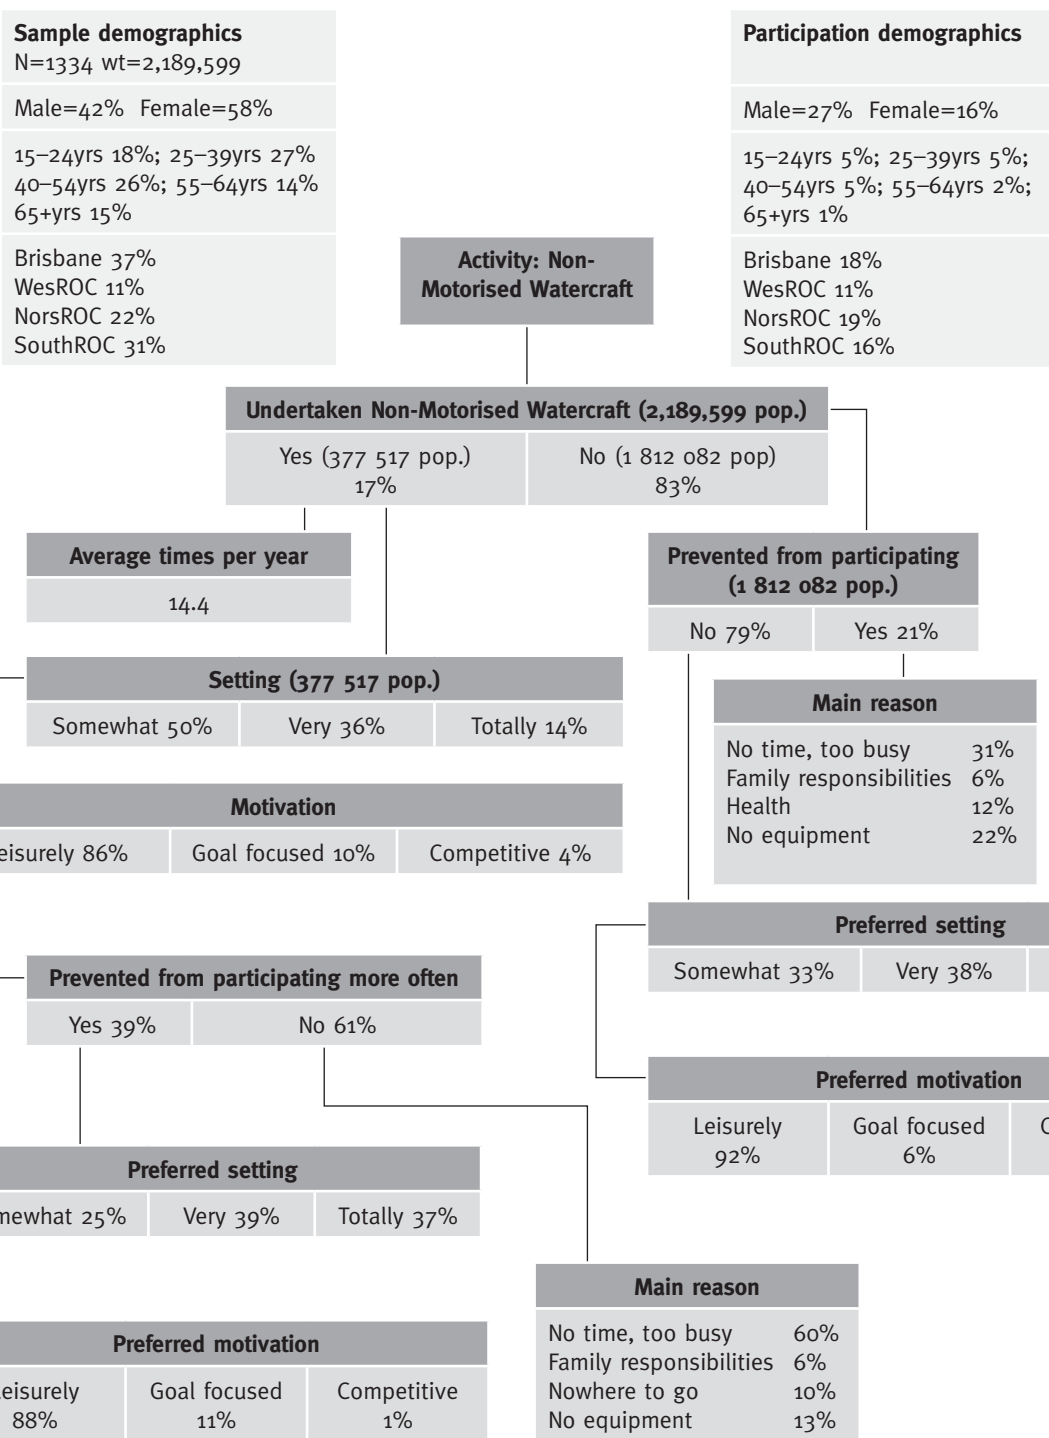 Sample demographics
N=1334 wt=2,189,599
Male=42% Female=58%
15–24yrs 18%; 25–39yrs 27%
40–54yrs 26%; 55–64yrs 14%
65+yrs 15%
Brisbane 37%
WesROC 11%
NorsROC 22%
SouthROC 31%
Participation demographics
Male=27% Female=16%
15–24yrs 5%; 25–39yrs 5%;
40–54yrs 5%; 55–64yrs 2%;
65+yrs 1%
Brisbane 18%
WesROC 11%
NorsROC 19%
SouthROC 16%
Activity: Non-
Motorised Watercraft
Undertaken Non-Motorised Watercraft (2,189,599 pop.)
Yes (377 517 pop.)
17%
No (1 812 082 pop)
83%
Average times per year
14.4
Prevented from participating
(1 812 082 pop.)
No 79%
Yes 21%
Setting (377 517 pop.)
Somewhat 50%
Very 36%
Totally 14%
Main reason
No time, too busy 31%
Family responsibilities 6%
Health 12%
No equipment 22%
Motivation
eisurely 86%
Goal focused 10%
Competitive 4%
Preferred setting
Somewhat 33%
Very 38%
Prevented from participating more often
Yes 39%
No 61%
Preferred motivation
Leisurely
92%
Goal focused
6%
Preferred setting
mewhat 25%
Very 39%
Totally 37%
Main reason
No time, too busy 60%
Family responsibilities 6%
Nowhere to go 10%
No equipment 13%
Preferred motivation
eisurely
88%
Goal focused
11%
Competitive
1%